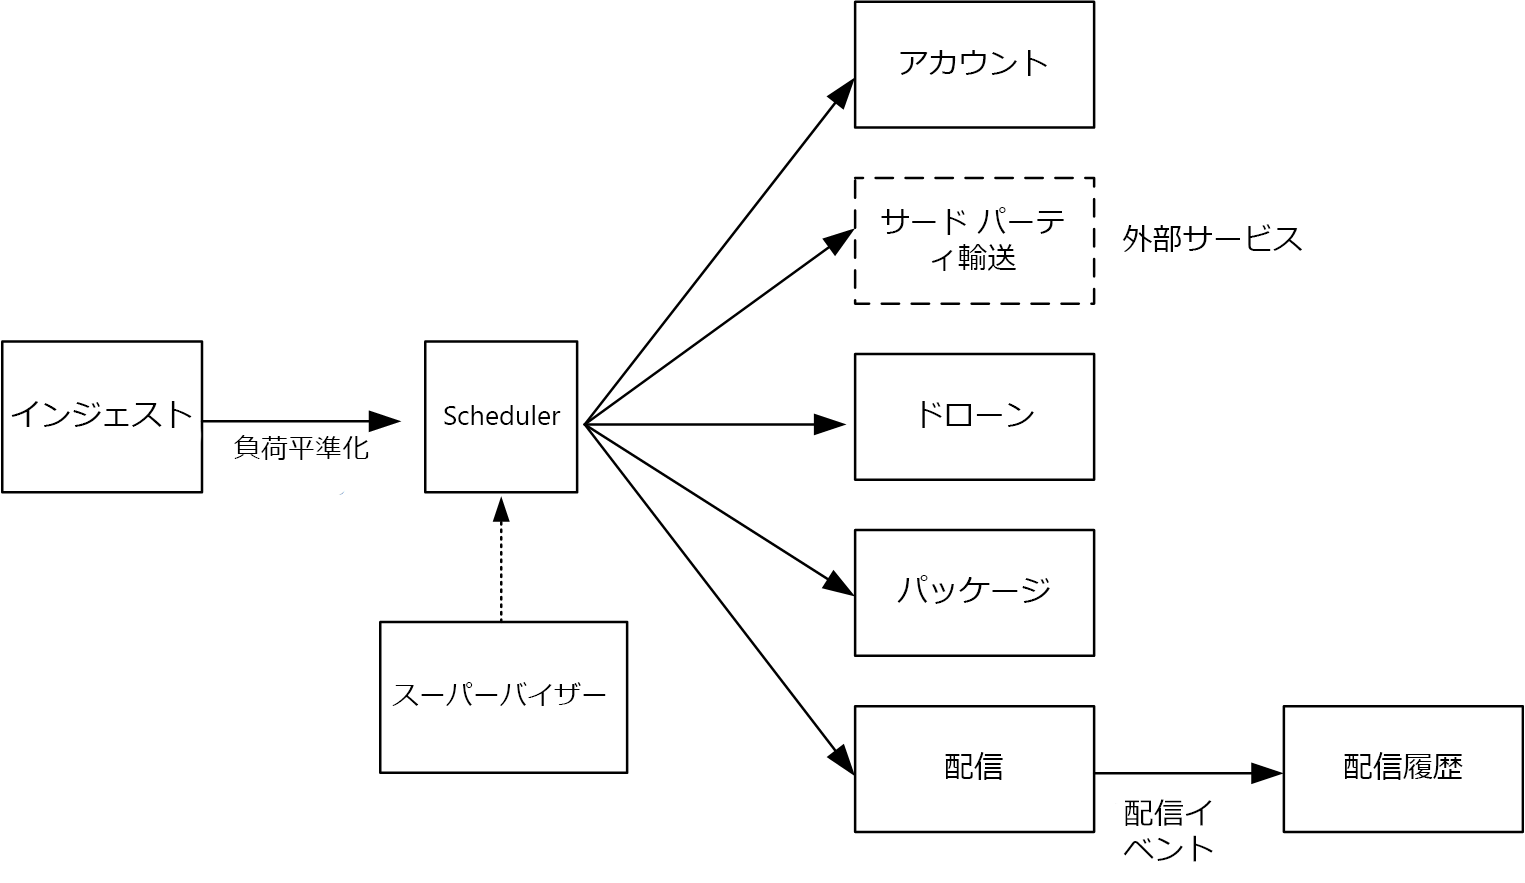 アカウント
サード パーテ
ィ輸送
外部サービス
インジェスト
負荷平準化
Scheduler
ドローン
パッケージ
スーパーバイザー
配信
配信イ
ベント
配信履歴